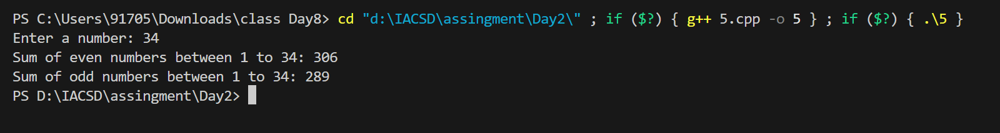 PS C:\Users\91705\Downloads\class Day8> cd "d:\IACSD\assingment\Day2\" ; if ($?) { g++ 5.cpp -o 5 } ; if ($?) { .\5 }
Enter a number: 34
Sum of even numbers between 1 to 34: 306
Sum of odd numbers between 1 to 34: 289
PS D:\IACSD\assingment\Day2>